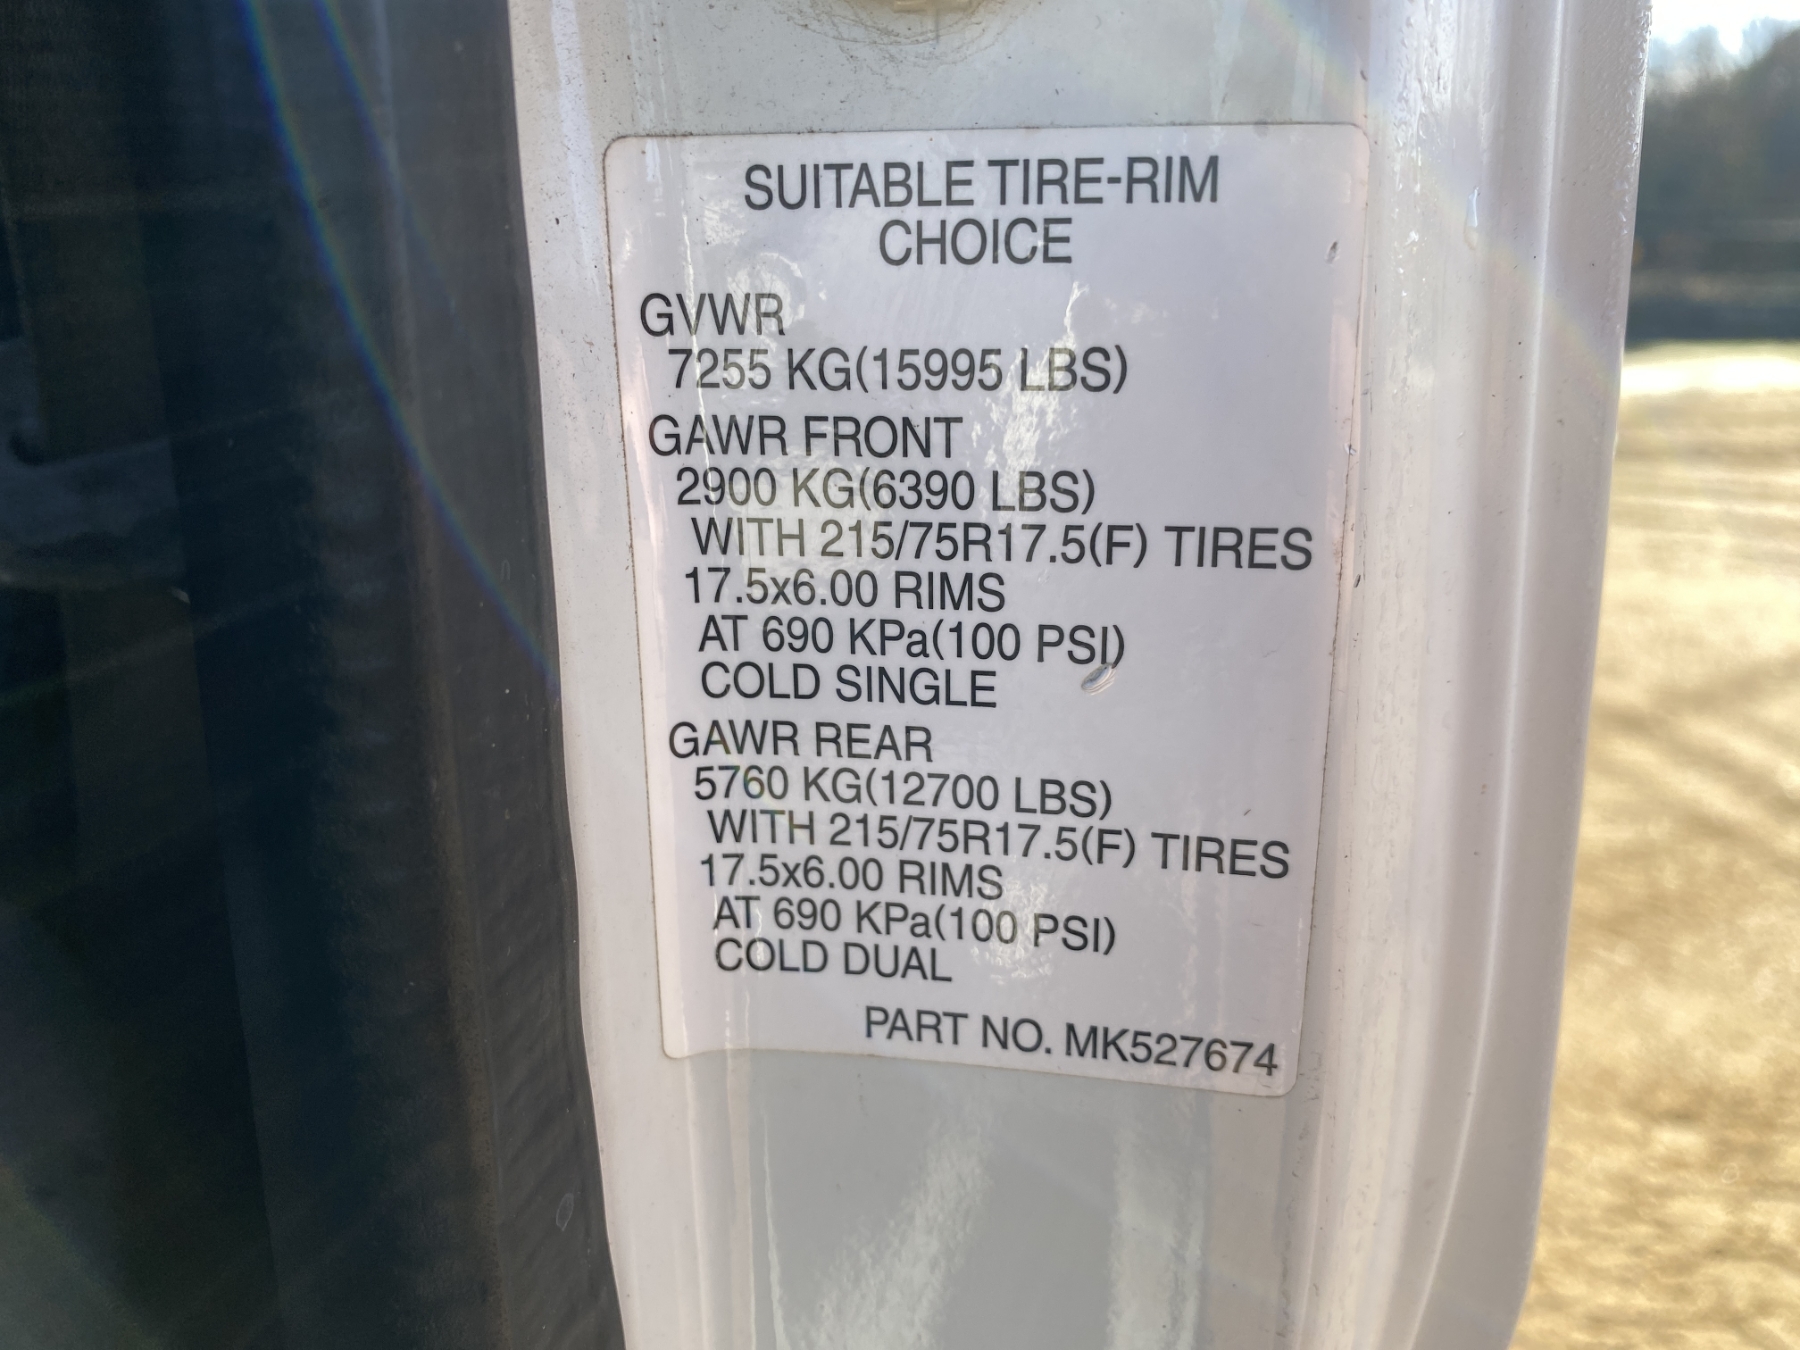 SUITABLE TIRE-RIM
CHOICE
GVWR
7255 KG(15995 LBS)
GAWR FRONT
2900 KG(6390 LBS)
WITH 215/75R17.5(F) TIRES
17.5x6.00 RIMS
AT 690 KPa(100 PSI)
COLD SINGLE
GAWR REAR
5760 KG(12700 LBS)
WITH 215/75R17.5(F) TIRES
17.5x6.00 RIMS
AT 690 KPa(100 PSI)
COLD DUAL
PART NO. MK527674